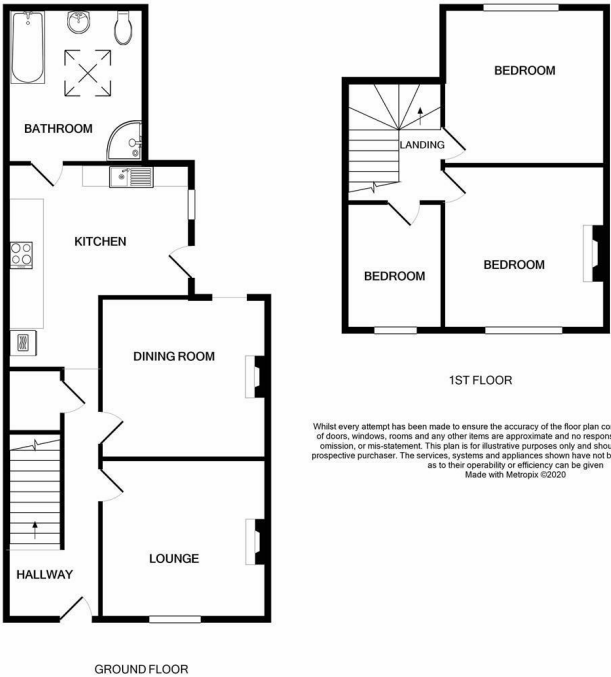 BATHROOM
KITCHEN
DINING ROOM
LOUNGE
HALLWAY
GROUND FLOOR
BEDROOM
LANDING
BEDROOM
BEDROOM
1ST FLOOR
Whilst every attempt has been made to ensure the accuracy of the floor plan
of doors, windows, rooms and any other items are approximate and no
omission, or mis-statement. This plan is for illustrative purposes only and
prospective purchaser. The services, systems and appliances shown have not
as to their operability or efficiency can be given
Made with Metropix ©2020